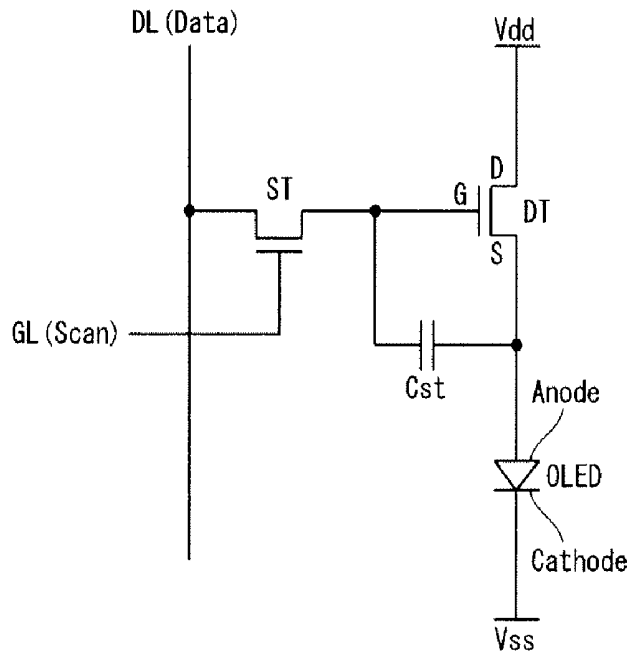 DL(Data)
Vdd
ST
D
G
DT
S
GL(Scan)
Cst
Anode
OLED
Cathode
Vss